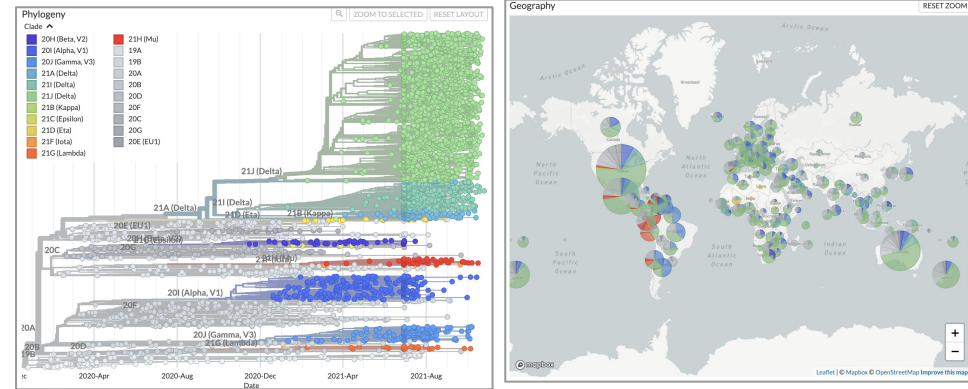 Phylogeny
ZOOM TO SELECTED
RESET LAYOUT
Clade
20H (Beta, V2)
20I (Alpha, V1)
20J (Gamma, V3)
21A (Delta)
21I (Delta)
21J (Delta)
21B (Kappa)
21C (Epsilon)
21D (Eta)
21F (Iota)
21G (Lambda)
21H (Mu)
19A
19B
20A
20B
20D
20F
20C
20G
20E (EU1)
21J (Delta)
21I (Delta)
21A (Delta)
21D (Eta)
21B (Kappa)
20E (EU1)
20G
20C
20I (Alpha, V1)
20F
20J (Gamma, V3)
21G (Lambda)
20A
20B
20D
19B
2020-Apr
2020-Aug
2020-Dec
2021-Apr
2021-Aug
Date
Geography
RESET ZOOM
Arctic Ocean
Arctic Ocean
Greenland
Canada
North
Pacific
Ocean
North
Atlantic
Ocean
South
Pacific
Ocean
South
Atlantic
Ocean
Indian
Ocean
+
−
mapbox
Leaflet | © Mapbox © OpenStreetMap Improve this map